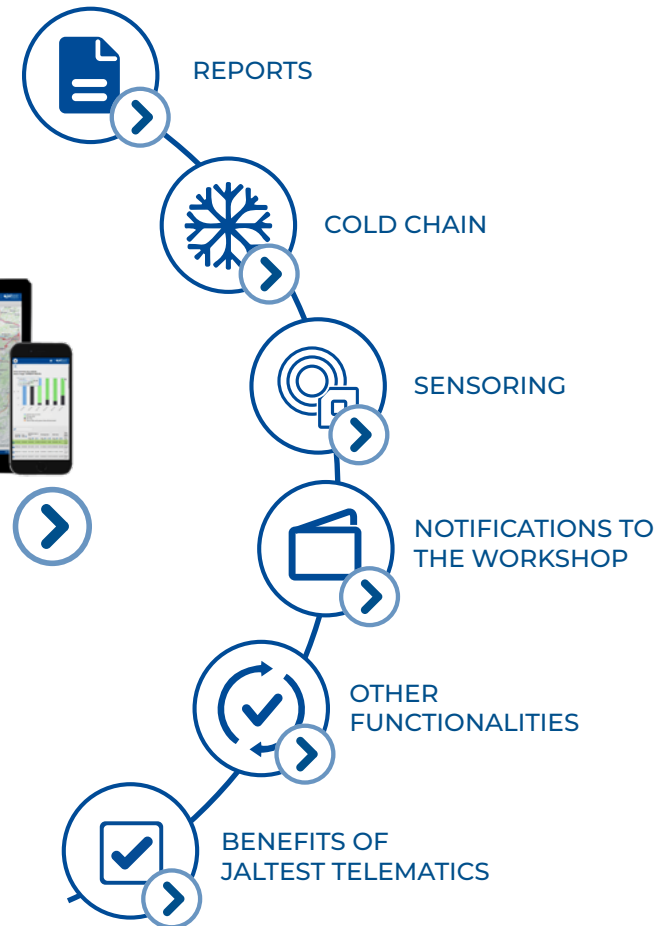 REPORTS
COLD CHAIN
SENSORING
NOTIFICATIONS TO
THE WORKSHOP
OTHER
FUNCTIONALITIES
BENEFITS OF
JALTEST TELEMATICS